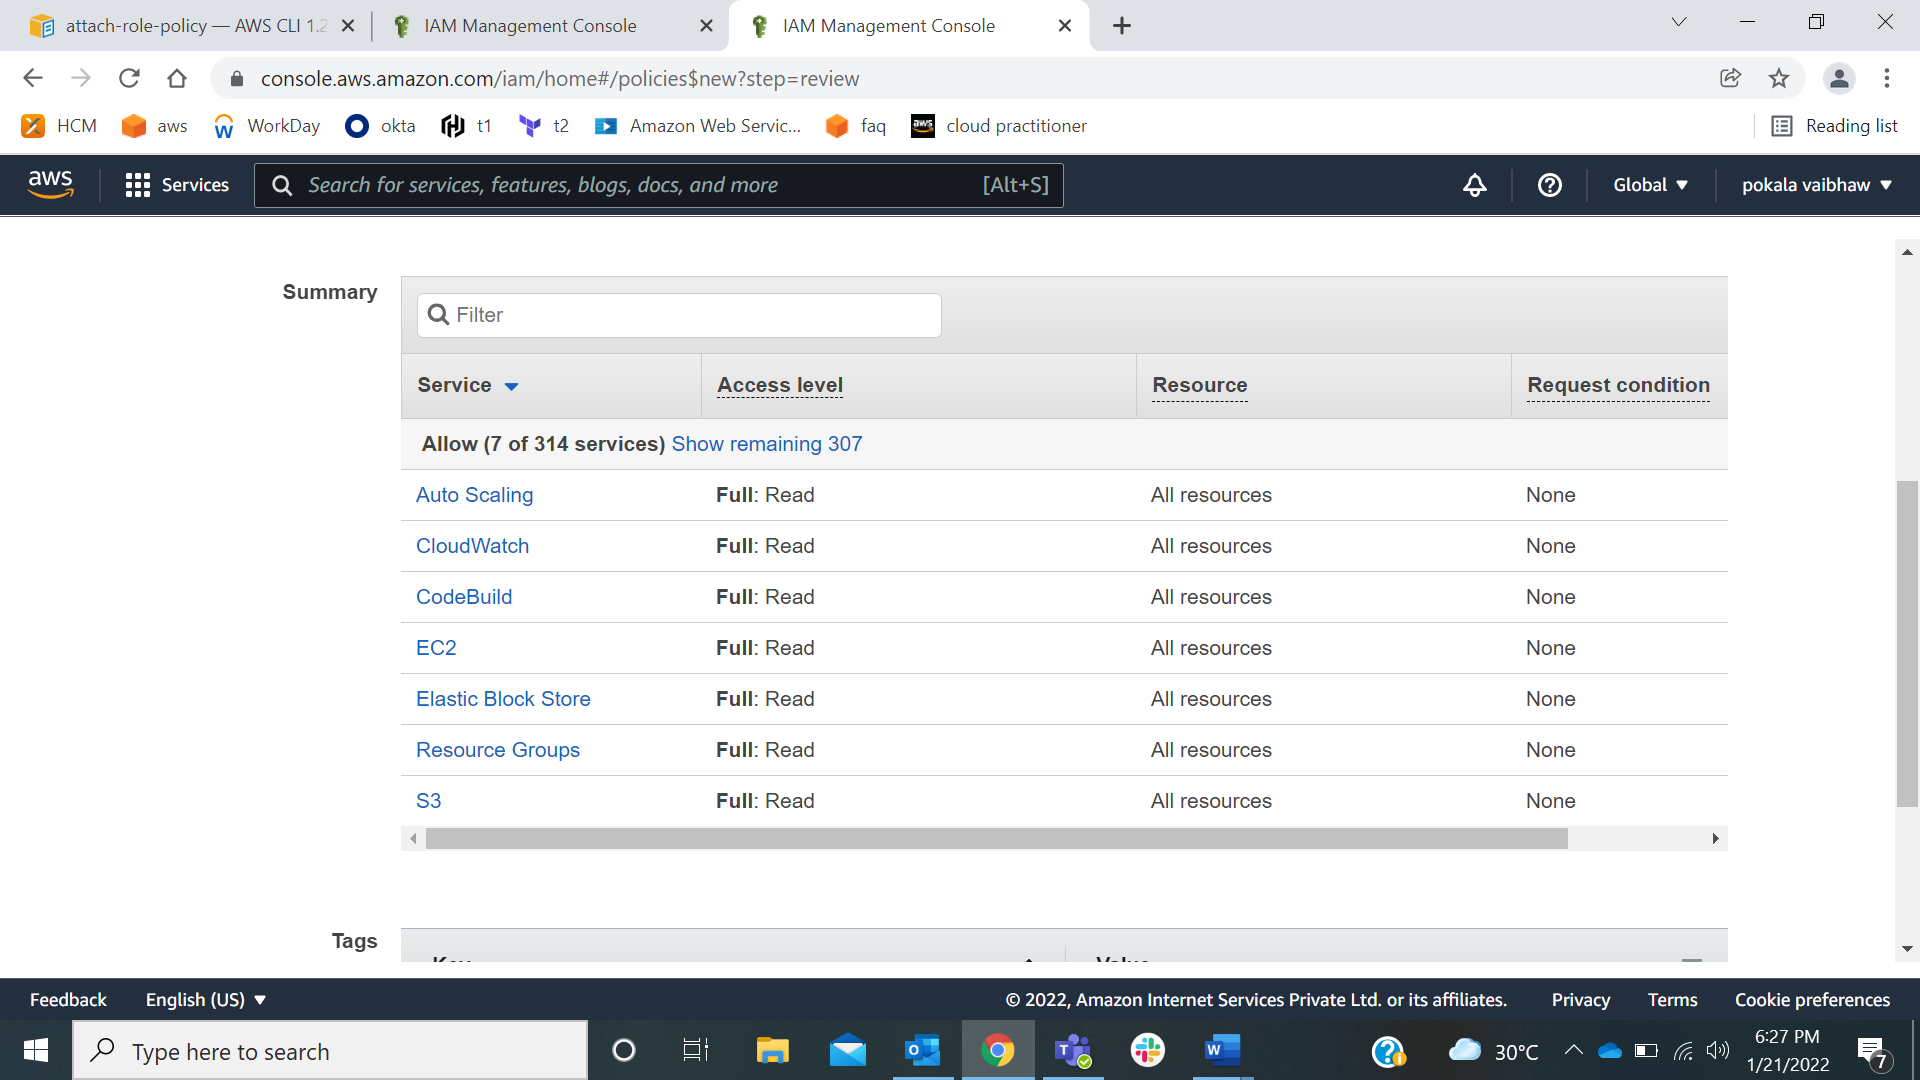 attach-role-policy — AWS CLI 1.2
IAM Management Console
IAM Management Console
console.aws.amazon.com/iam/home#/policies$new?step=review
HCM
aws
WorkDay
okta
t1
t2
Amazon Web Servic...
faq
cloud practitioner
Reading list
aws
Services
Search for services, features, blogs, docs, and more
[Alt+S]
Global
pokala vaibhaw
Summary
Filter
Service Access level Resource Request condition
Allow (7 of 314 services) Show remaining 307
Auto Scaling Full: Read All resources None
CloudWatch Full: Read All resources None
CodeBuild Full: Read All resources None
EC2 Full: Read All resources None
Elastic Block Store Full: Read All resources None
Resource Groups Full: Read All resources None
S3 Full: Read All resources None
Tags
Key Value
Feedback English (US) © 2022, Amazon Internet Services Private Ltd. or its affiliates. Privacy Terms Cookie preferences
Type here to search
30°C
6:27 PM
1/21/2022
7